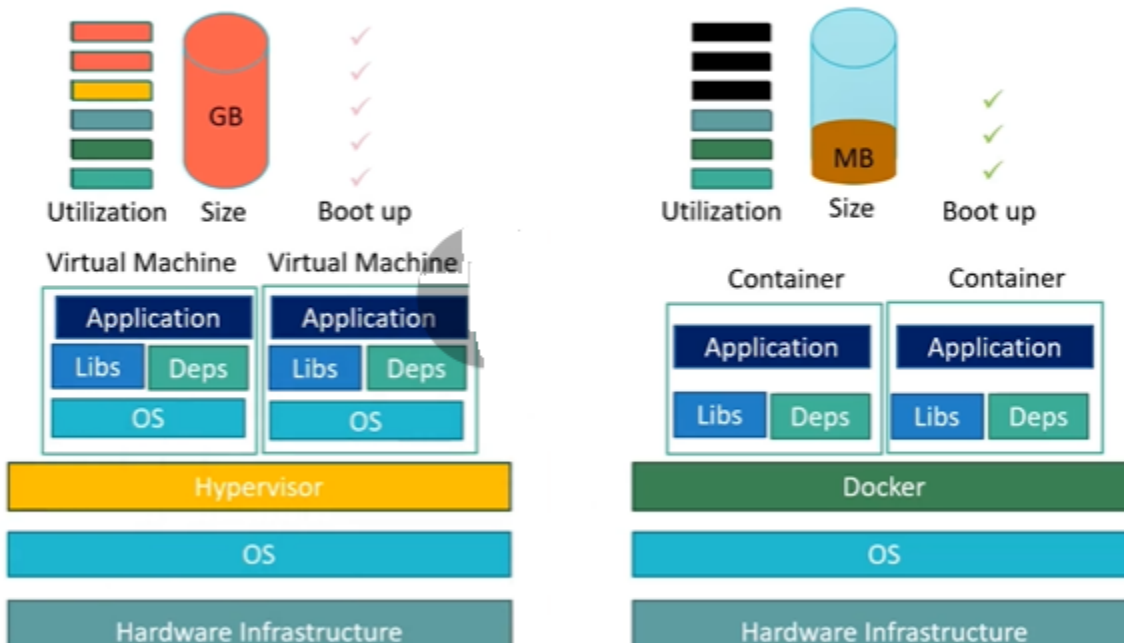 GB
Utilization Size Boot up
Virtual Machine Virtual Machine
Application Application
Libs Deps Libs Deps
OS OS
Hypervisor
OS
Hardware Infrastructure
MB
Utilization Size Boot up
Container Container
Application Application
Libs Deps Libs Deps
Docker
OS
Hardware Infrastructure